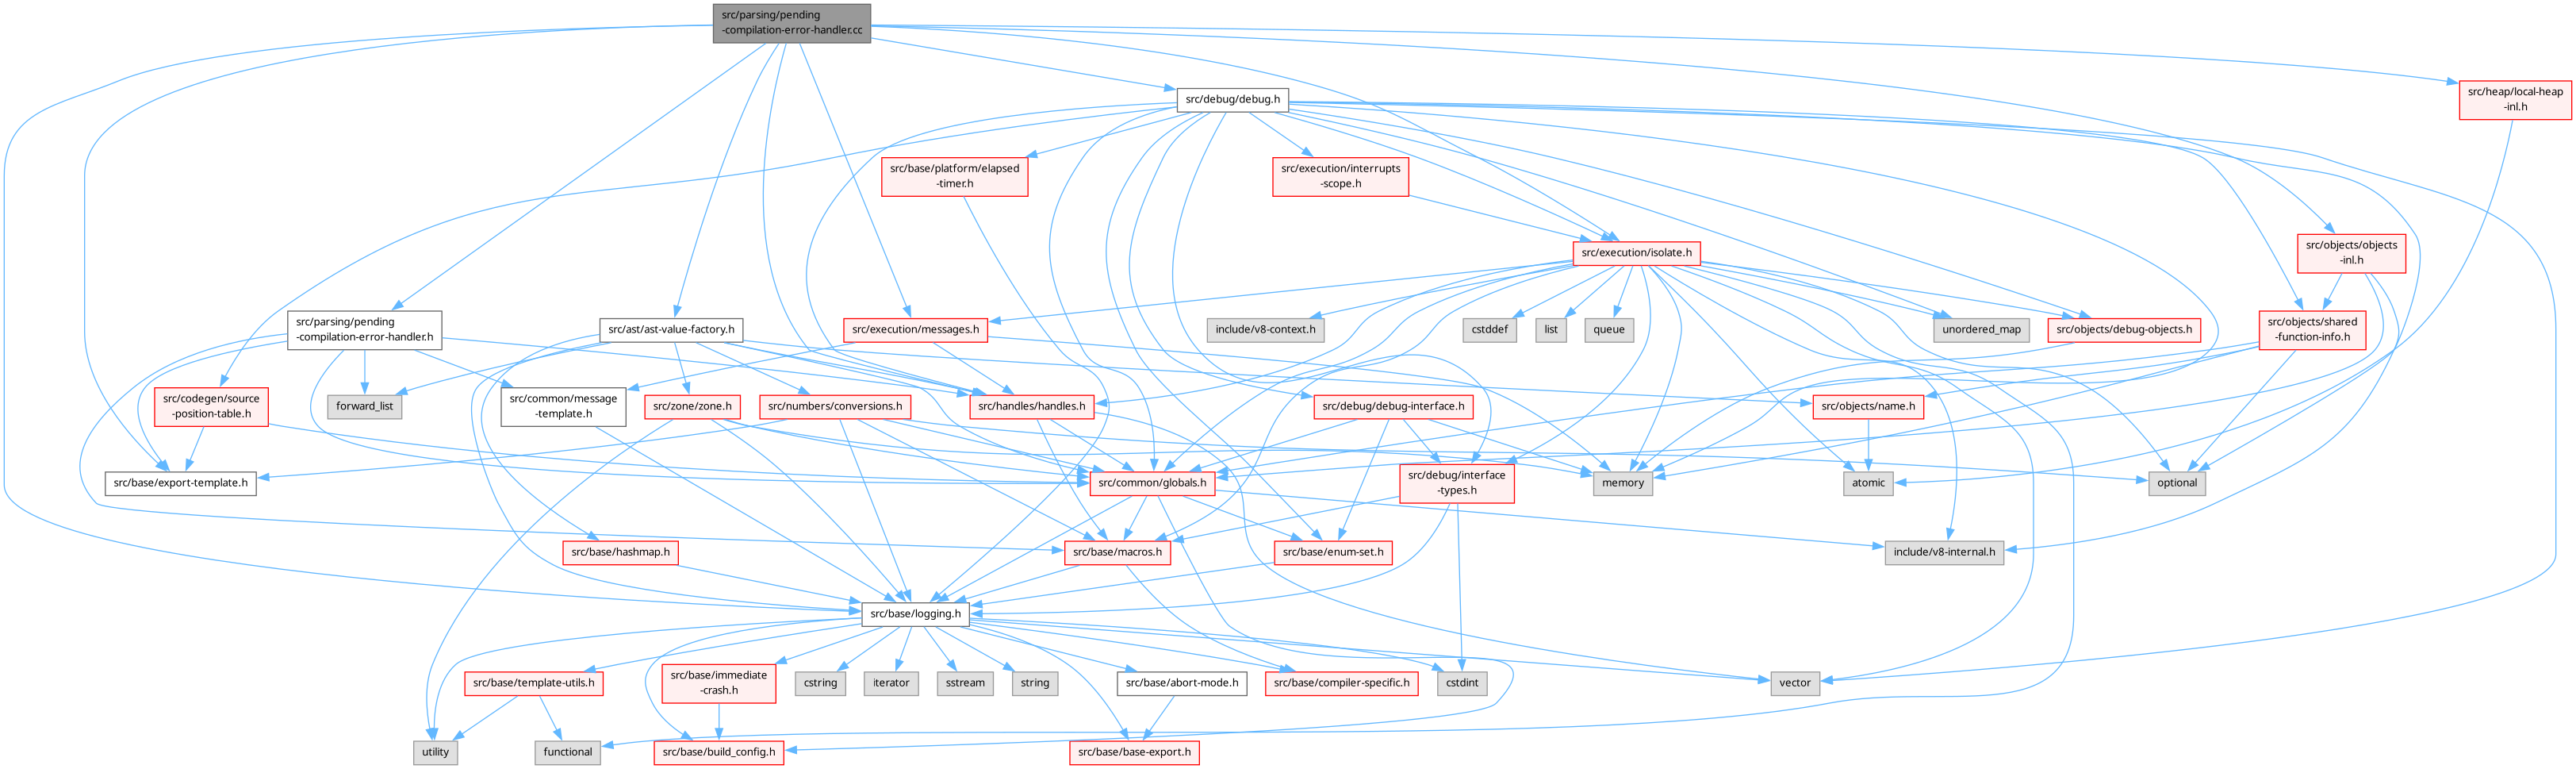 src/parsing/pending
-compilation-error-handler.cc
src/heap/local-heap
-inl.h
src/debug/debug.h
src/base/platform/elapsed
-timer.h
src/execution/interrupts
-scope.h
src/execution/isolate.h
src/objects/objects
-inl.h
src/parsing/pending
-compilation-error-handler.h
src/ast/ast-value-factory.h
src/execution/messages.h
include/v8-context.h
cstddef
list
queue
unordered_map
src/objects/debug-objects.h
src/objects/shared
-function-info.h
src/codegen/source
-position-table.h
forward_list
src/common/message
-template.h
src/zone/zone.h
src/numbers/conversions.h
src/handles/handles.h
src/debug/debug-interface.h
src/objects/name.h
src/base/export-template.h
src/common/globals.h
src/debug/interface
-types.h
memory
atomic
optional
src/base/hashmap.h
src/base/macros.h
src/base/enum-set.h
include/v8-internal.h
src/base/logging.h
src/base/template-utils.h
src/base/immediate
-crash.h
cstring
iterator
sstream
string
src/base/abort-mode.h
src/base/compiler-specific.h
cstdint
vector
utility
functional
src/base/build_config.h
src/base/base-export.h